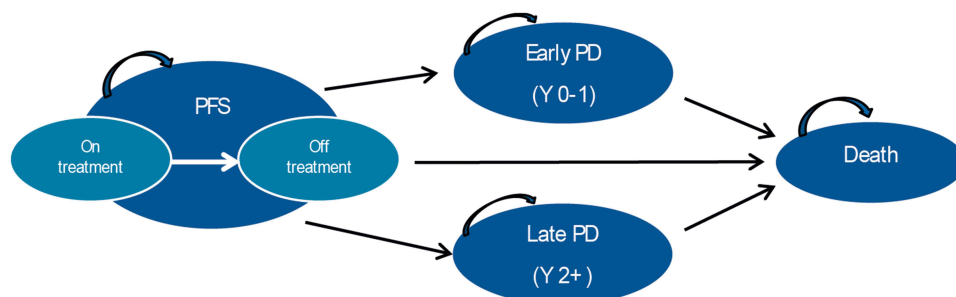 PFS
On
treatment
Off
treatment
Early PD
(Y 0-1)
Late PD
(Y 2+ )
Death